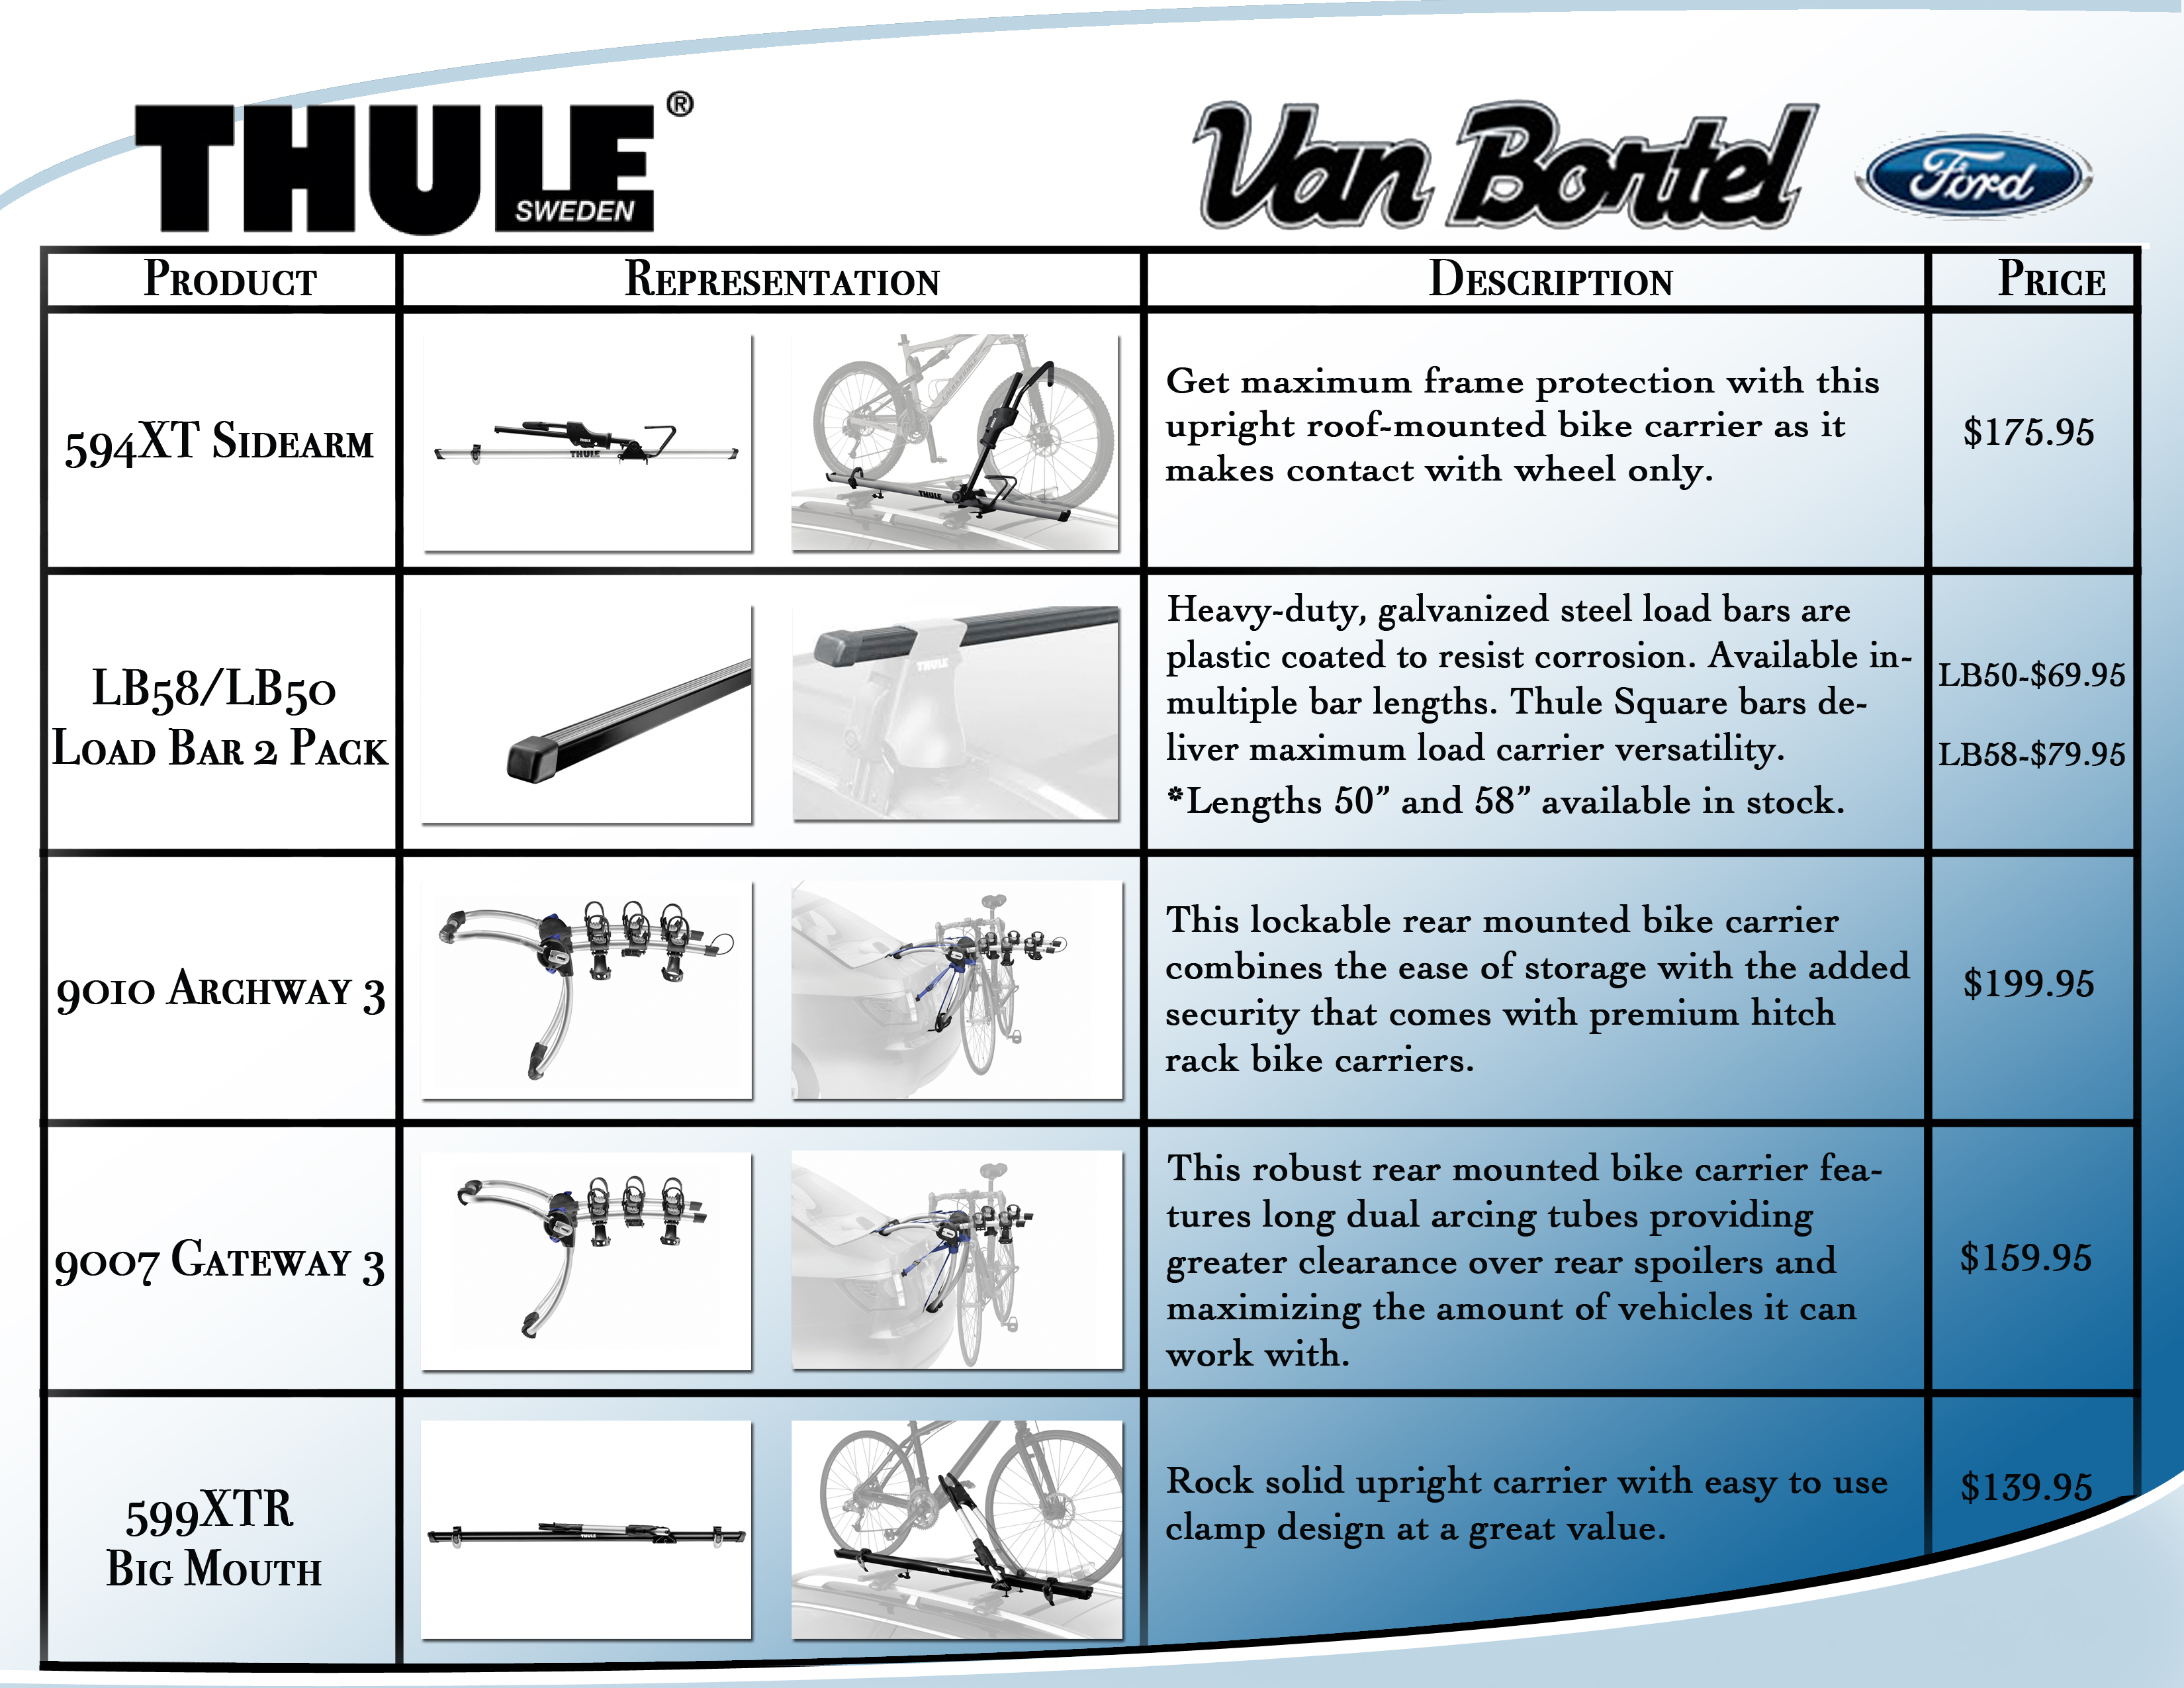 THULE®
SWEDEN
Van Bortel
Ford
Product
Representation
Description
Price
594XT Sidearm
THULE
THULE
Get maximum frame protection with this
upright roof-mounted bike carrier as it
makes contact with wheel only.
$175.95
LB58/LB50
Load Bar 2 Pack
THULE
Heavy-duty, galvanized steel load bars are
plastic coated to resist corrosion. Available in-
multiple bar lengths. Thule Square bars de-
liver maximum load carrier versatility.
*Lengths 50” and 58” available in stock.
LB50-$69.95
LB58-$79.95
9010 Archway 3
This lockable rear mounted bike carrier
combines the ease of storage with the added
security that comes with premium hitch
rack bike carriers.
$199.95
9007 Gateway 3
This robust rear mounted bike carrier fea-
tures long dual arcing tubes providing
greater clearance over rear spoilers and
maximizing the amount of vehicles it can
work with.
$159.95
599XTR
Big Mouth
THULE
THULE
Rock solid upright carrier with easy to use
clamp design at a great value.
$139.95